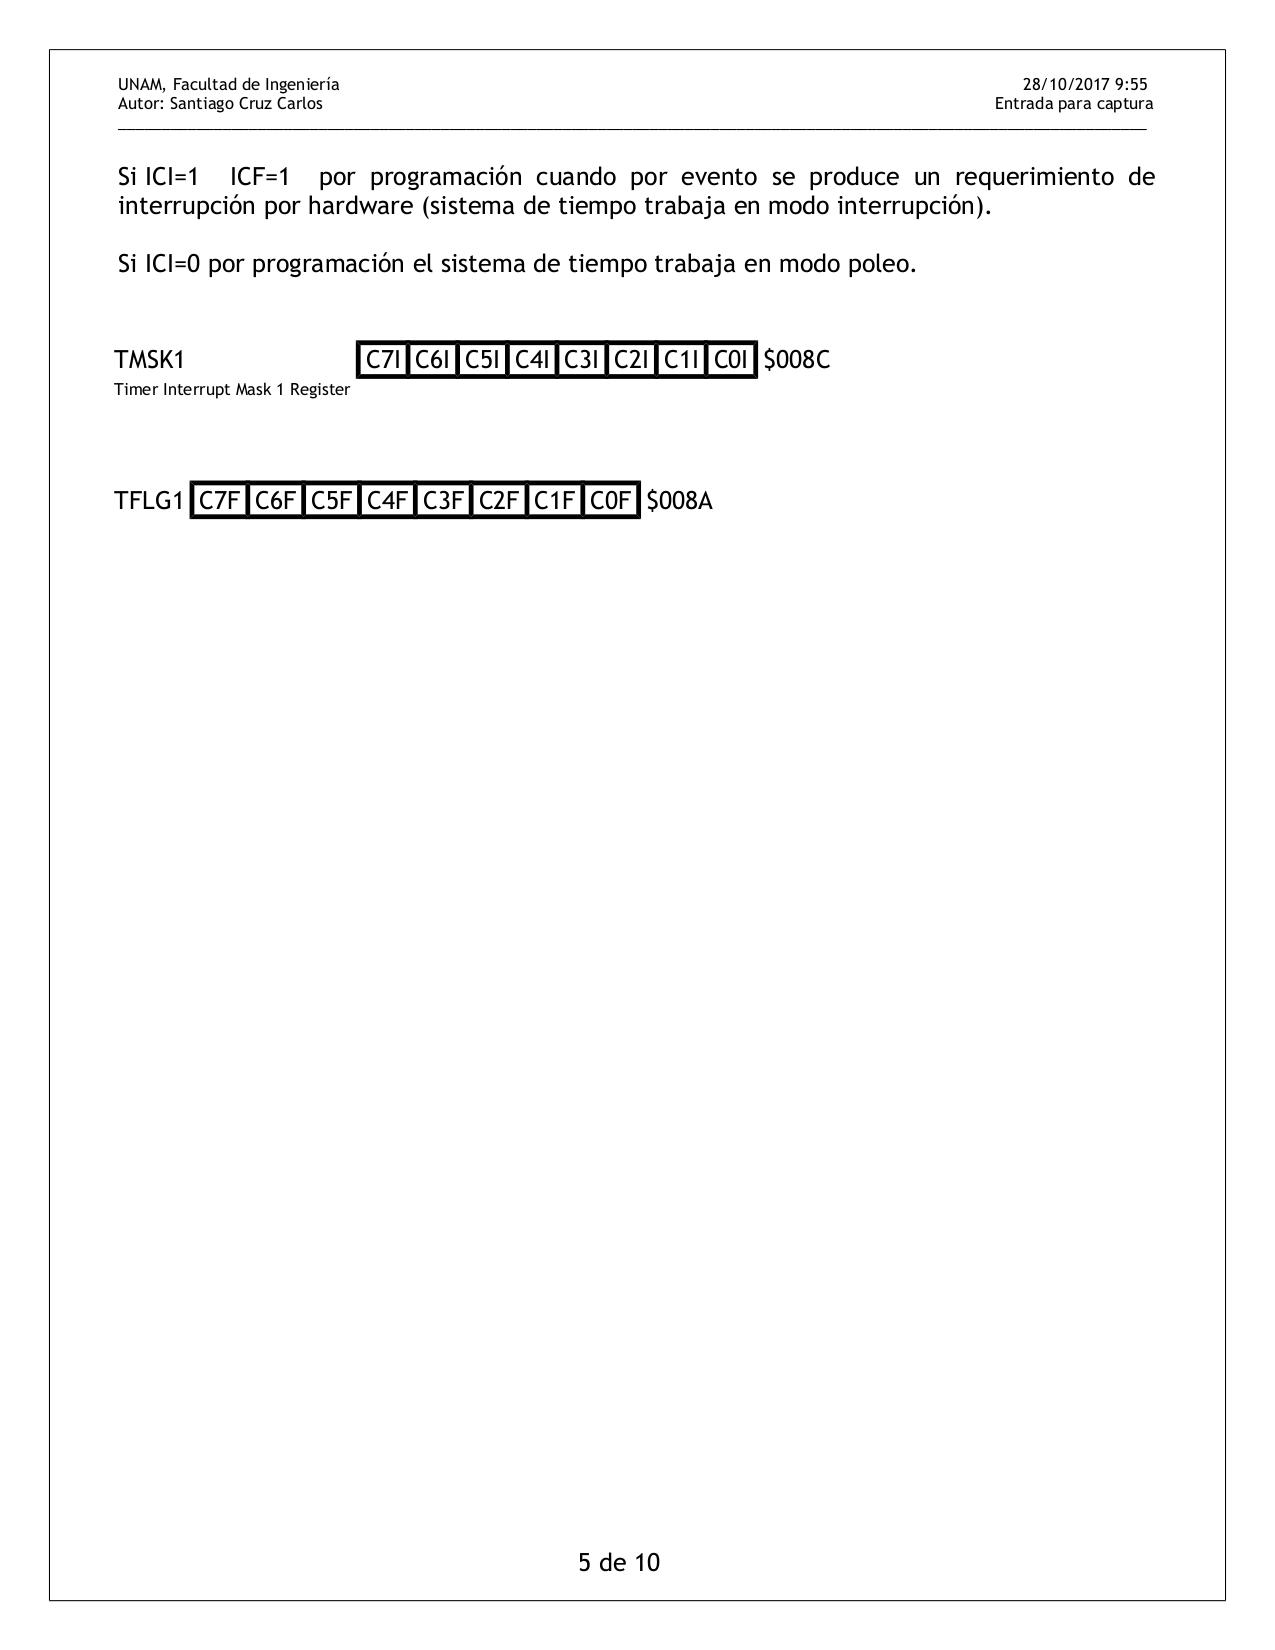 UNAM, Facultad de Ingeniería 28/10/2017 9:55
Autor: Santiago Cruz Carlos Entrada para captura
Si ICI=1 ICF=1 por programación cuando por evento se produce un requerimiento de
interrupción por hardware (sistema de tiempo trabaja en modo interrupción).
Si ICI=0 por programación el sistema de tiempo trabaja en modo poleo.
TMSK1 C7I C6I C5I C4I C3I C2I C1I C0I $008C
Timer Interrupt Mask 1 Register
TFLG1 C7F C6F C5F C4F C3F C2F C1F C0F $008A
5 de 10